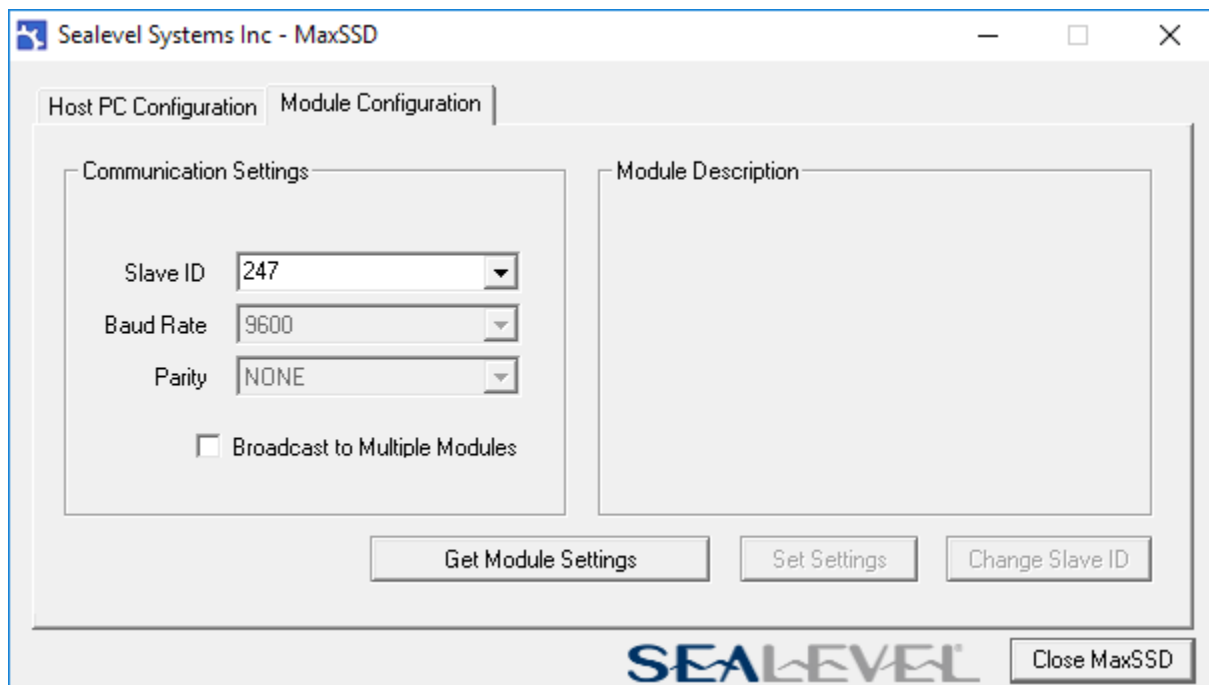 Sealevel Systems Inc - MaxSSD
Host PC Configuration Module Configuration
Communication Settings
Module Description
Slave ID 247
Baud Rate 9600
Parity NONE
Broadcast to Multiple Modules
Get Module Settings Set Settings Change Slave ID
SEALEVEL® Close MaxSSD